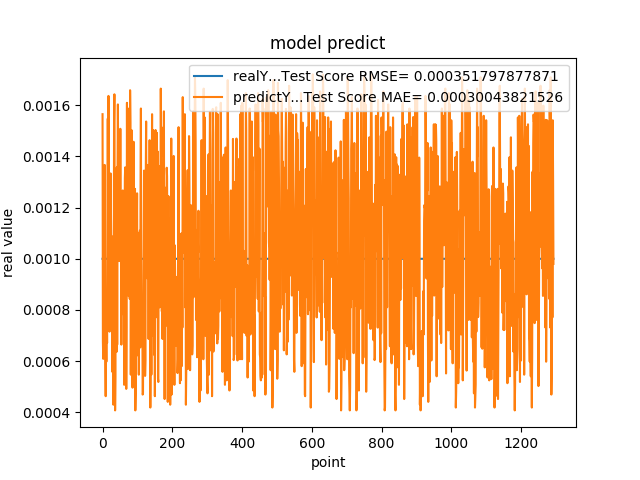 model predict
realY...Test Score RMSE= 0.000351797877871
predictY...Test Score MAE= 0.00030043821526
real value
0.0016
0.0014
0.0012
0.0010
0.0008
0.0006
0.0004
0 200 400 600 800 1000 1200
point